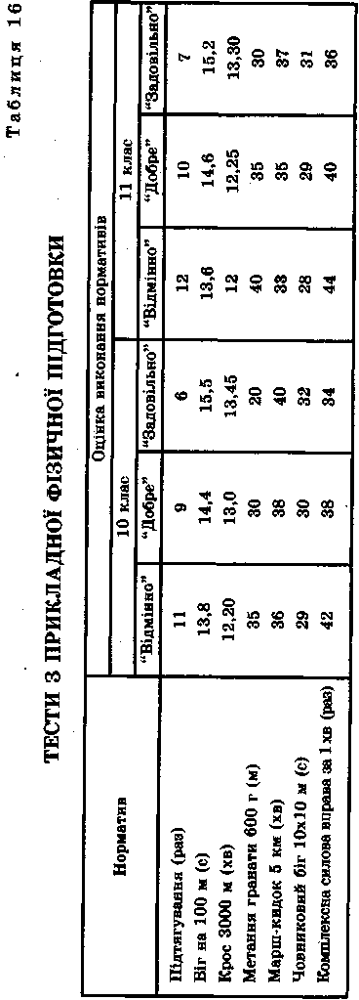 Таблиця 16
ТЕСТИ З ПРИКЛАДНОЇ ФІЗИЧНОЇ ПІДГОТОВКИ
Норматив Оцінка виконання нормативів
10 клас 11 клас
“Відмінно” “Добре” “Задовільно” “Відмінно” “Добре” “Задовільно”
Підтягування (раз) 11 9 6 12 10 7
Біг на 100 м (с) 13,8 14,4 15,5 13,6 14,6 15,2
Крос 3000 м (хв) 12,20 13,0 13,45 12 12,25 13,30
Метання гранати 600 г (м) 35 30 20 40 35 30
Марш-кидок 5 км (хв) 36 38 40 33 35 37
Човниковий біг 10х10 м (с) 29 30 32 28 29 31
Комплексна силова вправа за 1 хв (раз) 42 38 34 44 40 36